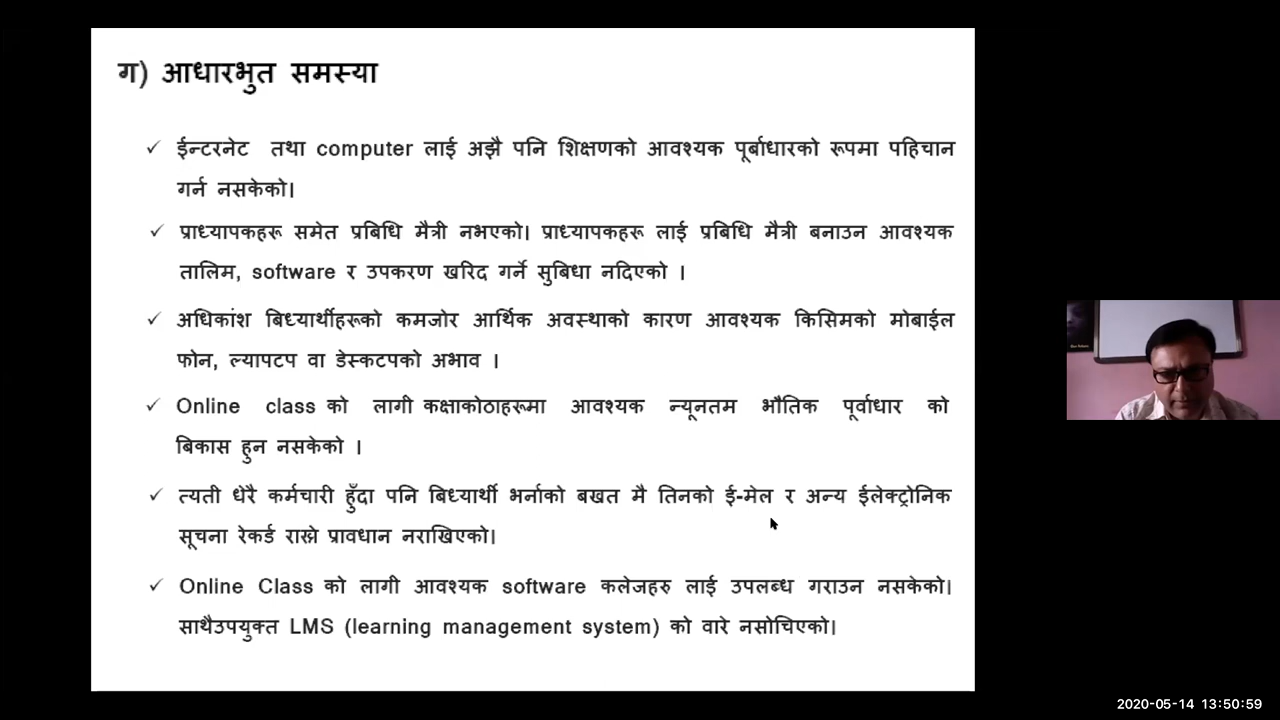 ग) आधारभुत समस्या
✓ ईन्टरनेट तथा computer लाई अझै पनि शिक्षणको आवश्यक पूर्बाधारको रूपमा पहिचान
गर्न नसकेको।
✓ प्राध्यापकहरू समेत प्रबिधि मैत्री नभएको। प्राध्यापकहरू लाई प्रबिधि मैत्री बनाउन आवश्यक
तालिम, software र उपकरण खरिद गर्ने सुबिधा नदिएको ।
✓ अधिकांश बिध्यार्थीहरूको कमजोर आर्थिक अवस्थाको कारण आवश्यक किसिमको मोबाईल
फोन, ल्यापटप वा डेस्कटपको अभाव ।
✓ Online class को लागी कक्षाकोठाहरूमा आवश्यक न्यूनतम भौतिक पूर्वाधार को
बिकास हुन नसकेको ।
✓ त्यती धेरै कर्मचारी हुँदा पनि बिध्यार्थी भर्नाको बखत मै तिनको ई-मेल र अन्य ईलेक्ट्रोनिक
सूचना रेकर्ड राख्ने प्रावधान नराखिएको।
✓ Online Class को लागी आवश्यक software कलेजहरु लाई उपलब्ध गराउन नसकेको।
साथैउपयुक्त LMS (learning management system) को वारे नसोचिएको।
2020-05-14 13:50:59